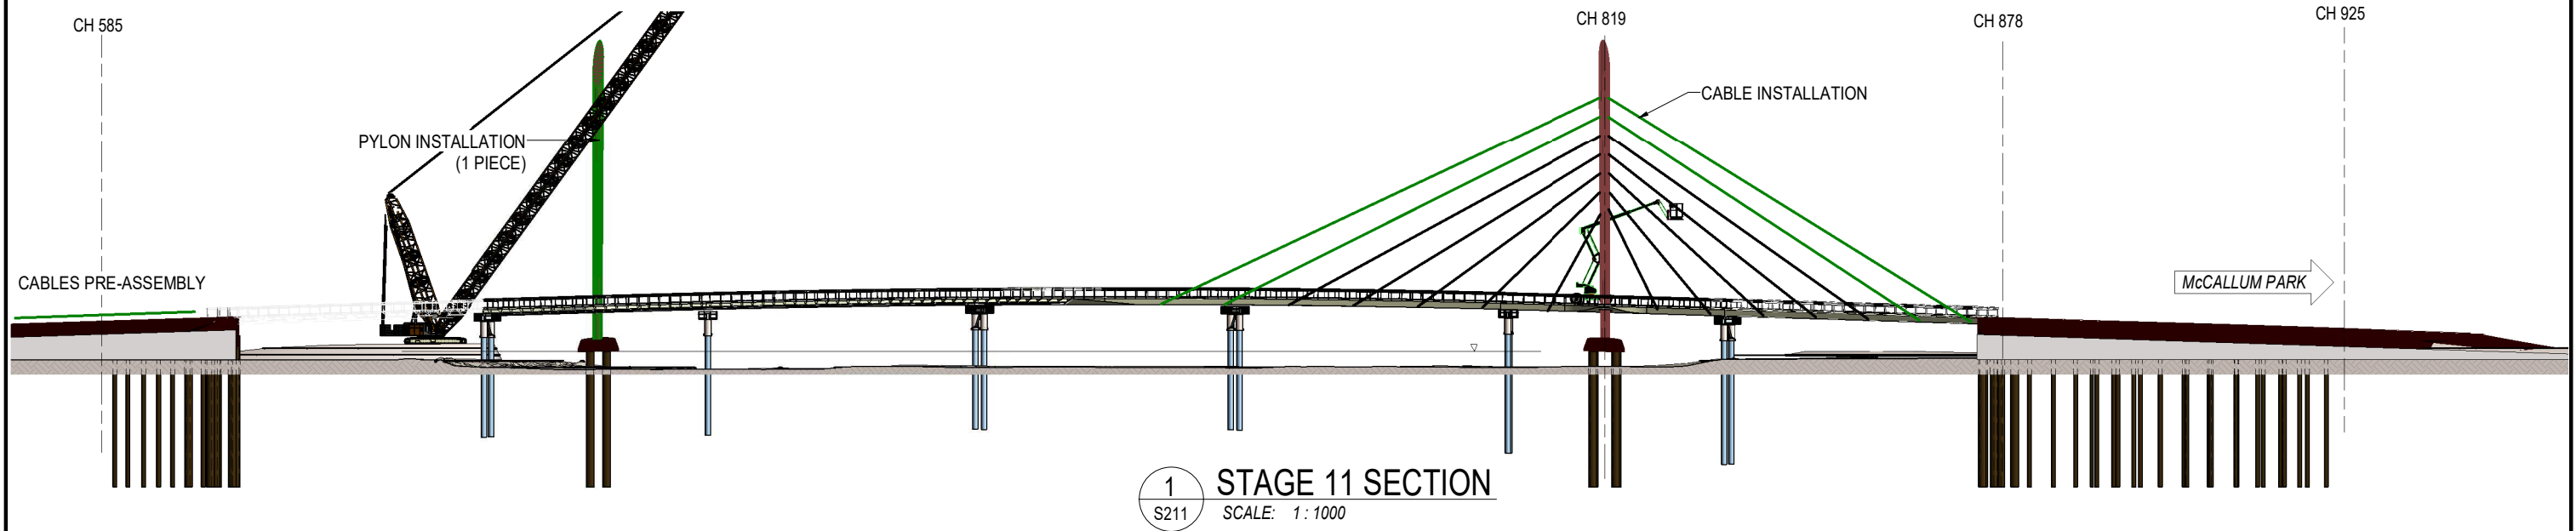 CH 585
CH 819
CH 878
CH 925
CABLE INSTALLATION
PYLON INSTALLATION
(1 PIECE)
CABLES PRE-ASSEMBLY
McCALLUM PARK
1
S211
STAGE 11 SECTION
SCALE: 1 : 1000